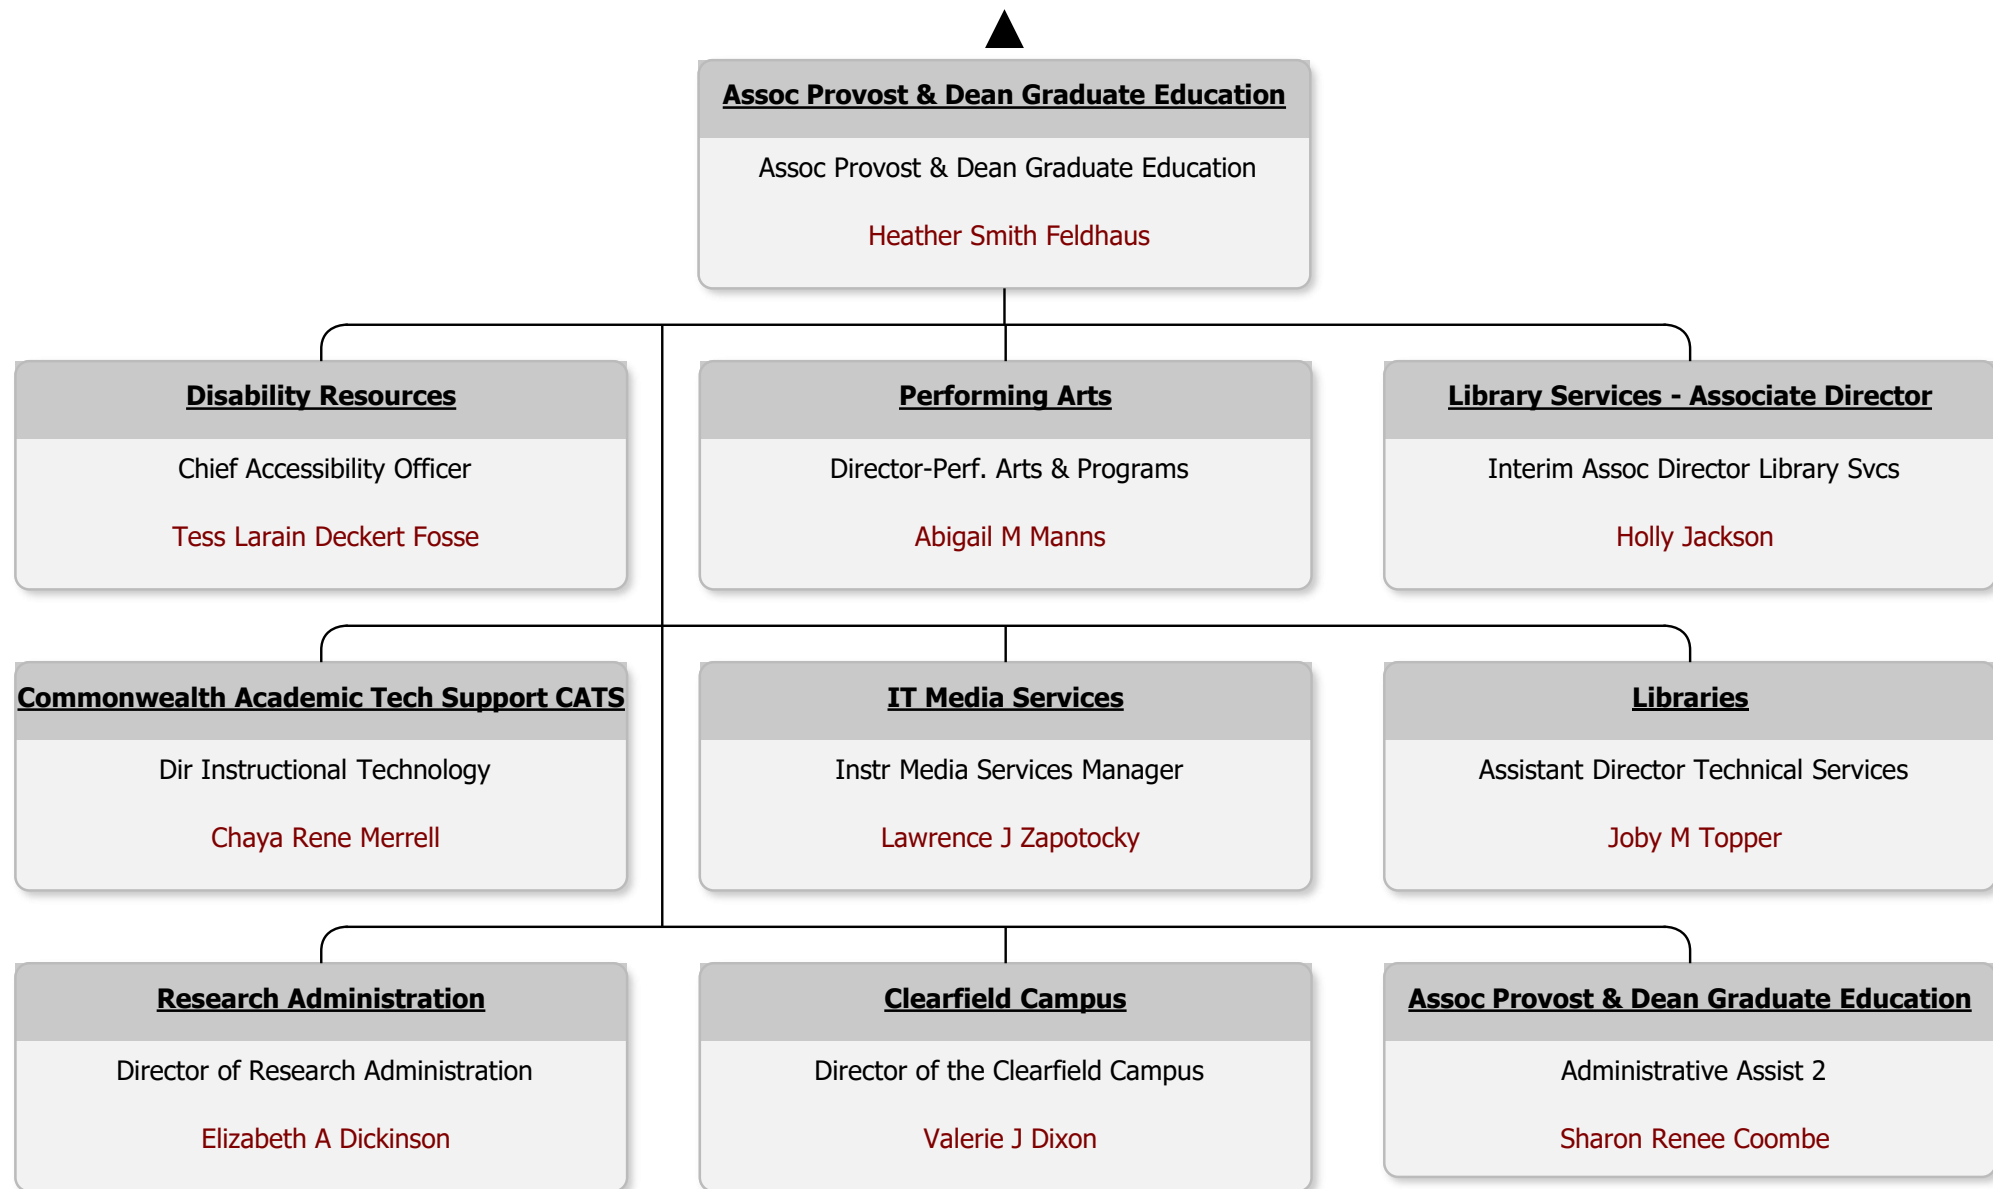 Assoc Provost & Dean Graduate Education
Assoc Provost & Dean Graduate Education
Heather Smith Feldhaus
Disability Resources
Chief Accessibility Officer
Tess Larain Deckert Fosse
Performing Arts
Director-Perf. Arts & Programs
Abigail M Manns
Library Services - Associate Director
Interim Assoc Director Library Svcs
Holly Jackson
Commonwealth Academic Tech Support CATS
Dir Instructional Technology
Chaya Rene Merrell
IT Media Services
Instr Media Services Manager
Lawrence J Zapotocky
Libraries
Assistant Director Technical Services
Joby M Topper
Research Administration
Director of Research Administration
Elizabeth A Dickinson
Clearfield Campus
Director of the Clearfield Campus
Valerie J Dixon
Assoc Provost & Dean Graduate Education
Administrative Assist 2
Sharon Renee Coombe